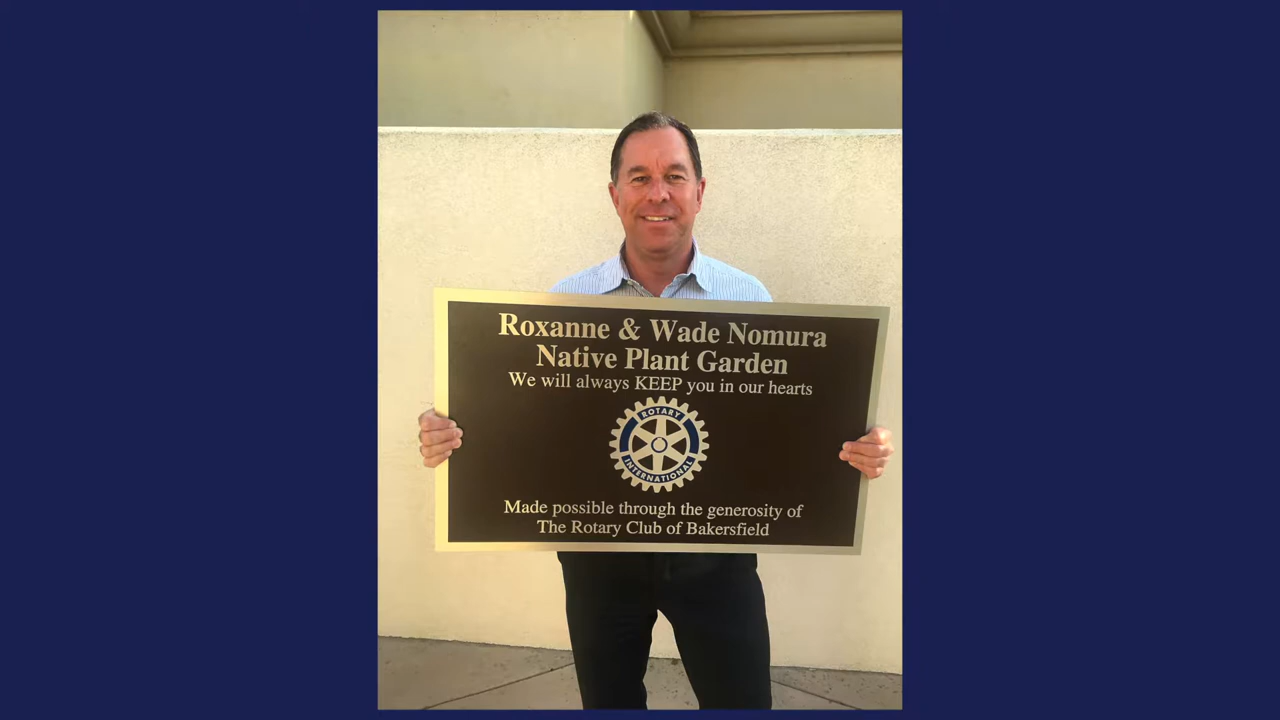 Roxanne & Wade Nomura
Native Plant Garden
We will always KEEP you in our hearts
ROTARY
INTERNATIONAL
Made possible through the generosity of
The Rotary Club of Bakersfield